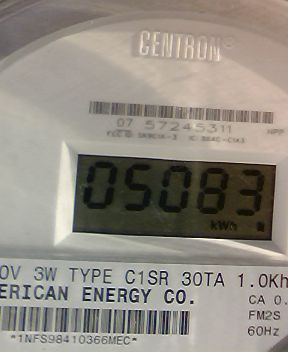 CENTRON®
07 57245311 NPP
05083
kWh
0V 3W TYPE C1SR 30TA 1.0Kh
ERICAN ENERGY CO. CA 0.
FM2S
*1NFS98410366MEC* 60Hz